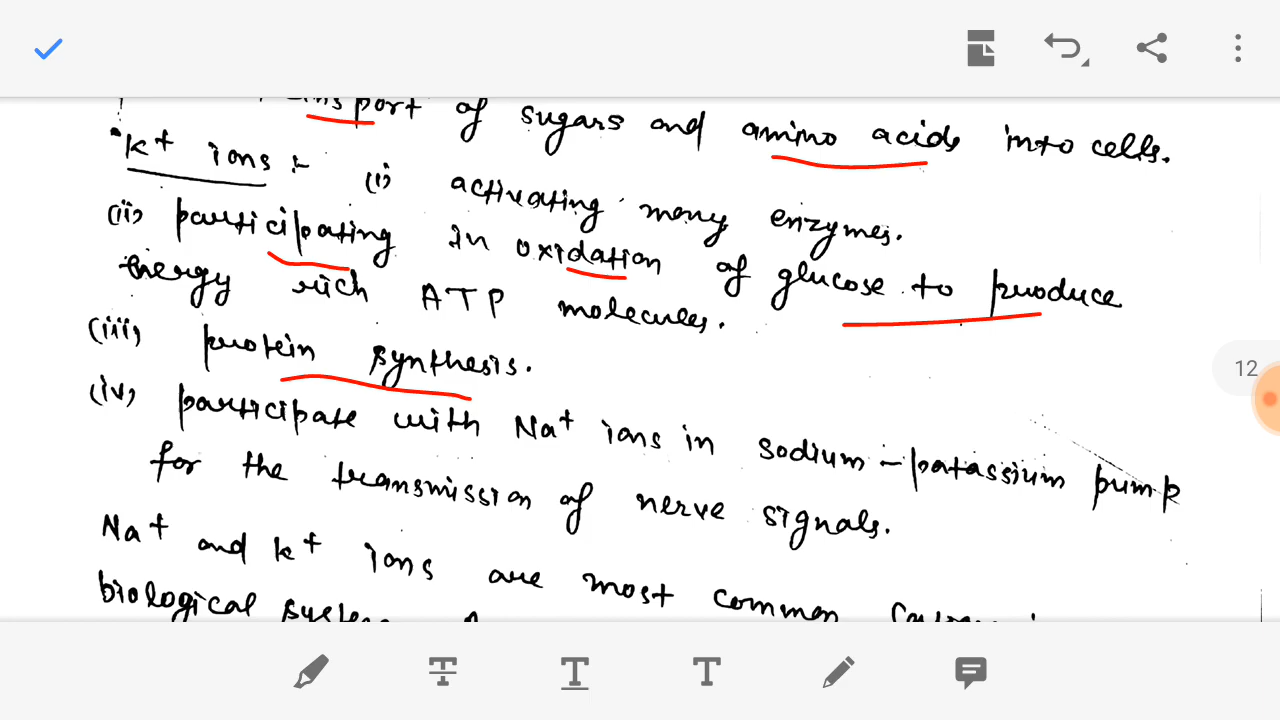 of sugars and amino acids into cells.
K+ ions :- (i) activating many enzymes.
(ii) participating in oxidation of glucose to produce
energy rich ATP molecules.
(iii) protein synthesis.
(iv) participate with Na+ ions in sodium - patassium pump
for the transmission of nerve signals.
Na+ and K+ ions are most common
biological
12
T
T
T